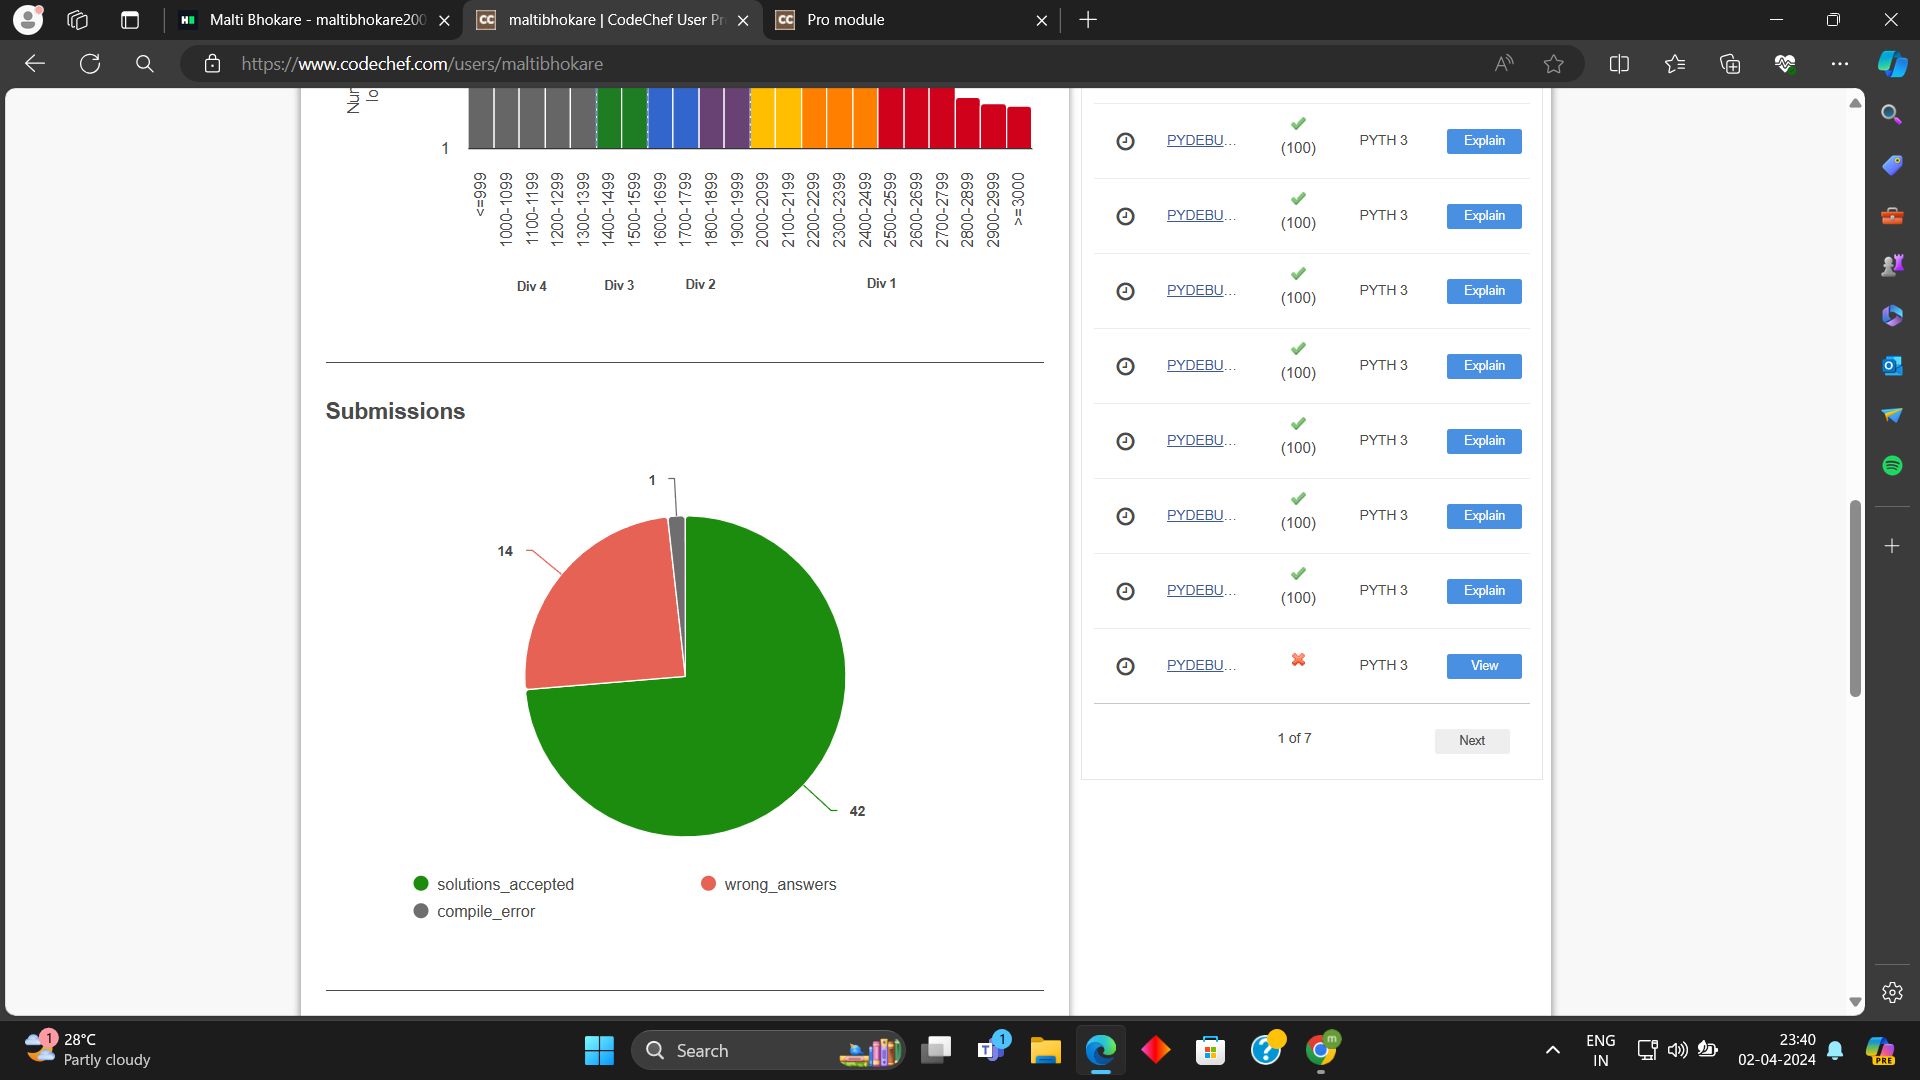 Malti Bhokare - maltibhokare200
maltibhokare | CodeChef User Pr
Pro module
https://www.codechef.com/users/maltibhokare
1
<=999
1000-1099
1100-1199
1200-1299
1300-1399
1400-1499
1500-1599
1600-1699
1700-1799
1800-1899
1900-1999
2000-2099
2100-2199
2200-2299
2300-2399
2400-2499
2500-2599
2600-2699
2700-2799
2800-2899
2900-2999
>=3000
Div 4
Div 3
Div 2
Div 1
Submissions
1
14
42
solutions_accepted
wrong_answers
compile_error
PYDEBU... (100) PYTH 3 Explain
PYDEBU... (100) PYTH 3 Explain
PYDEBU... (100) PYTH 3 Explain
PYDEBU... (100) PYTH 3 Explain
PYDEBU... (100) PYTH 3 Explain
PYDEBU... (100) PYTH 3 Explain
PYDEBU... (100) PYTH 3 Explain
PYDEBU... PYTH 3 View
1 of 7
Next
1
28°C
Partly cloudy
Search
1
ENG
IN
23:40
02-04-2024
PRE